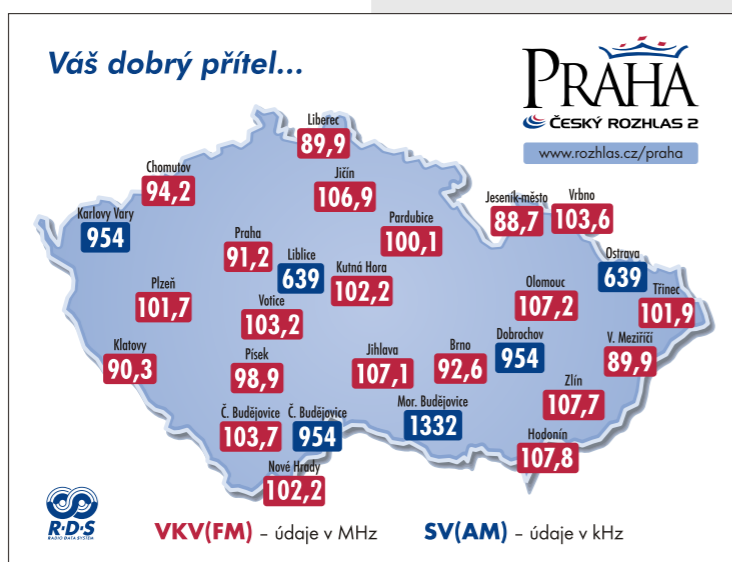 Váš dobrý přítel...
PRAHA
ČESKÝ ROZHLAS 2
www.rozhlas.cz/praha
Liberec
89,9
Chomutov
94,2
Jičín
106,9
Jeseník-město
88,7
Vrbno
103,6
Karlovy Vary
954
Pardubice
100,1
Praha
91,2
Liblice
639
Kutná Hora
102,2
Ostrava
639
Plzeň
101,7
Votice
103,2
Olomouc
107,2
Třinec
101,9
Klatovy
90,3
Písek
98,9
Jihlava
107,1
Brno
92,6
Dobrochov
954
V. Meziříčí
89,9
Zlín
107,7
Č. Budějovice
103,7
Č. Budějovice
954
Mor. Budějovice
1332
Hodonín
107,8
Nové Hrady
102,2
R·D·S
RADIO DATA SYSTEM
VKV(FM) – údaje v MHz
SV(AM) – údaje v kHz